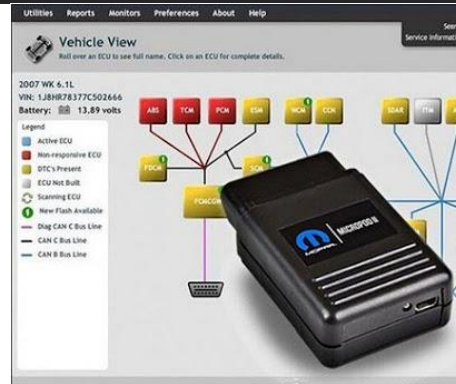 Utilities Reports Monitors Preferences About Help
Vehicle View
Roll over an ECU to see full name. Click on an ECU for complete details.
2007 WK 6.1L
VIN: 1J8HR78377C502666
Battery: 13.89 volts
Legend
Active ECU
Non-responsive ECU
DTC's Present
ECU Not Built
Scanning ECU
New Flash Available
Diag CAN C Bus Line
CAN C Bus Line
CAN B Bus Line
ABS TCM PCM ESM HCM CCN SDAR ITM
FDCM SCM
FCMCGW
MOPAR MICROPOD II